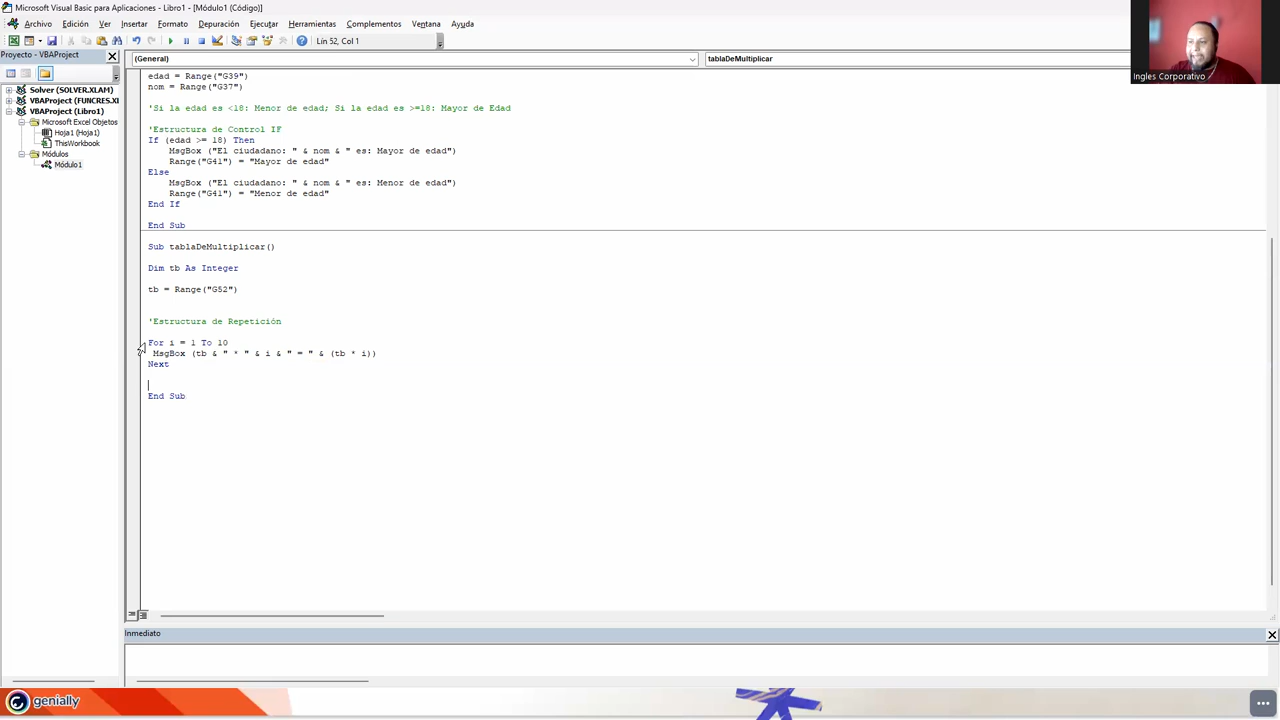 Microsoft Visual Basic para Aplicaciones - Libro1 - [Módulo1 (Código)]
Archivo Edición Ver Insertar Formato Depuración Ejecutar Herramientas Complementos Ventana Ayuda
Lín 52, Col 1
Ingles Corporativo
Proyecto - VBAProject
(General)
tablaDeMultiplicar
Solver (SOLVER.XLAM)
VBAProject (FUNCRES.XL
VBAProject (Libro1)
Microsoft Excel Objetos
Hoja1 (Hoja1)
ThisWorkbook
Módulos
Módulo1
edad = Range("G39")
nom = Range("G37")
'Si la edad es <18: Menor de edad; Si la edad es >=18: Mayor de Edad
'Estructura de Control IF
If (edad >= 18) Then
MsgBox ("El ciudadano: " & nom & " es: Mayor de edad")
Range("G41") = "Mayor de edad"
Else
MsgBox ("El ciudadano: " & nom & " es: Menor de edad")
Range("G41") = "Menor de edad"
End If
End Sub
Sub tablaDeMultiplicar()
Dim tb As Integer
tb = Range("G52")
'Estructura de Repetición
For i = 1 To 10
MsgBox (tb & " * " & i & " = " & (tb * i))
Next
End Sub
Inmediato
genially